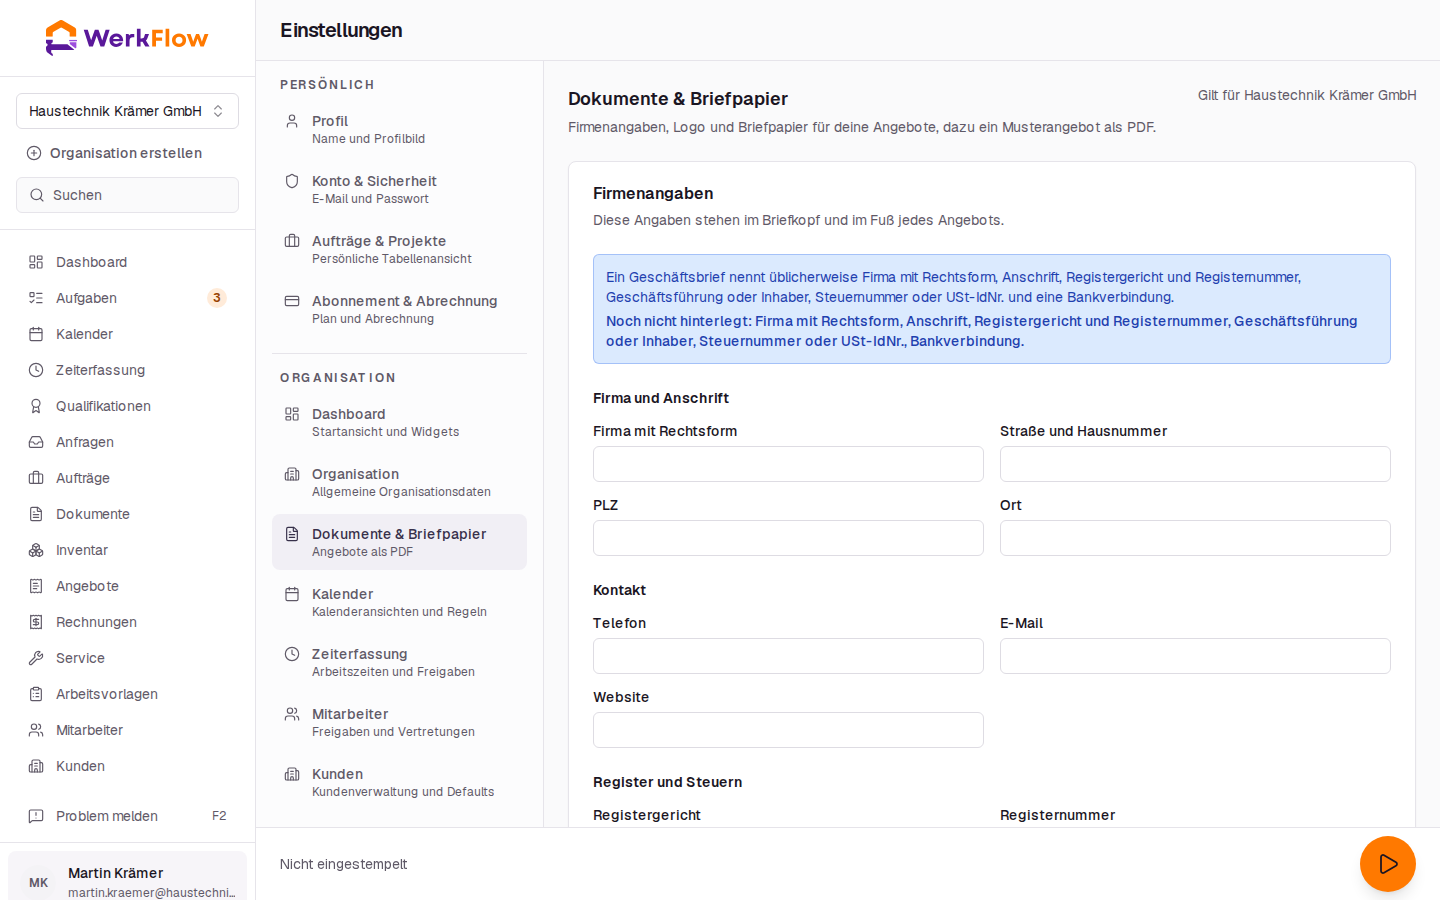 WerkFlow
Haustechnik Krämer GmbH
Organisation erstellen
Suchen
Dashboard
Aufgaben
3
Kalender
Zeiterfassung
Qualifikationen
Anfragen
Aufträge
Dokumente
Inventar
Angebote
Rechnungen
Service
Arbeitsvorlagen
Mitarbeiter
Kunden
Problem melden
F2
MK
Martin Krämer
martin.kraemer@haustechni...
Einstellungen
PERSÖNLICH
Profil
Name und Profilbild
Konto & Sicherheit
E-Mail und Passwort
Aufträge & Projekte
Persönliche Tabellenansicht
Abonnement & Abrechnung
Plan und Abrechnung
ORGANISATION
Dashboard
Startansicht und Widgets
Organisation
Allgemeine Organisationsdaten
Dokumente & Briefpapier
Angebote als PDF
Kalender
Kalenderansichten und Regeln
Zeiterfassung
Arbeitszeiten und Freigaben
Mitarbeiter
Freigaben und Vertretungen
Kunden
Kundenverwaltung und Defaults
Dokumente & Briefpapier
Gilt für Haustechnik Krämer GmbH
Firmenangaben, Logo und Briefpapier für deine Angebote, dazu ein Musterangebot als PDF.
Firmenangaben
Diese Angaben stehen im Briefkopf und im Fuß jedes Angebots.
Ein Geschäftsbrief nennt üblicherweise Firma mit Rechtsform, Anschrift, Registergericht und Registernummer,
Geschäftsführung oder Inhaber, Steuernummer oder USt-IdNr. und eine Bankverbindung.
Noch nicht hinterlegt: Firma mit Rechtsform, Anschrift, Registergericht und Registernummer, Geschäftsführung
oder Inhaber, Steuernummer oder USt-IdNr., Bankverbindung.
Firma und Anschrift
Firma mit Rechtsform
Straße und Hausnummer
PLZ
Ort
Kontakt
Telefon
E-Mail
Website
Register und Steuern
Registergericht
Registernummer
Nicht eingestempelt